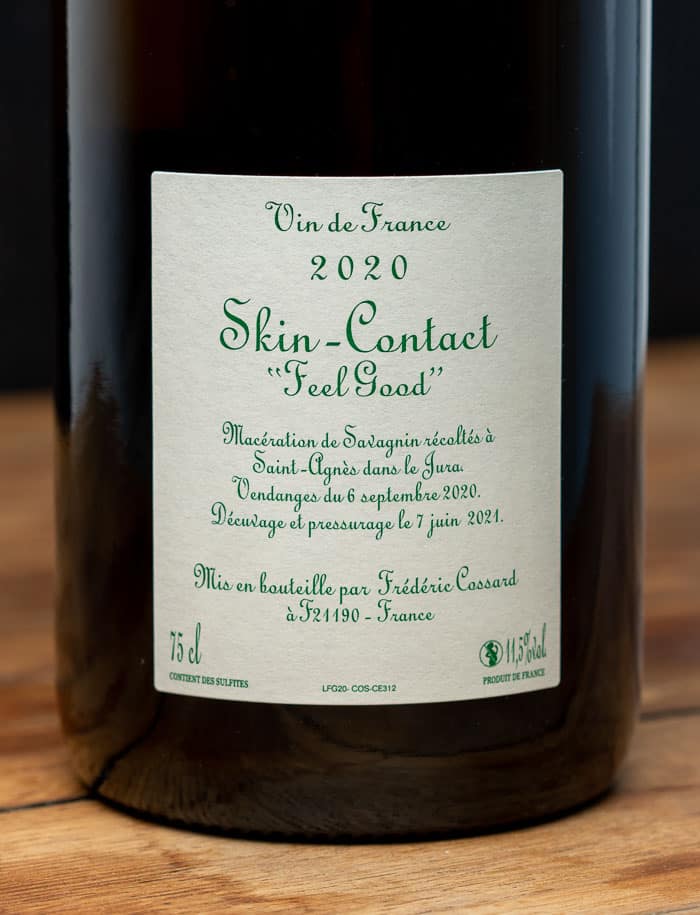 Vin de France
2020
Skin-Contact
“Feel Good”
Macération de Savagnin récoltés à
Saint-Agnès dans le Jura.
Vendanges du 6 septembre 2020.
Décuvage et pressurage le 7 juin 2021.
Mis en bouteille par Frédéric Cossard
à F21190 - France
75 cl
11,5%vol.
CONTIENT DES SULFITES
LFG20- COS-CE312
PRODUIT DE FRANCE